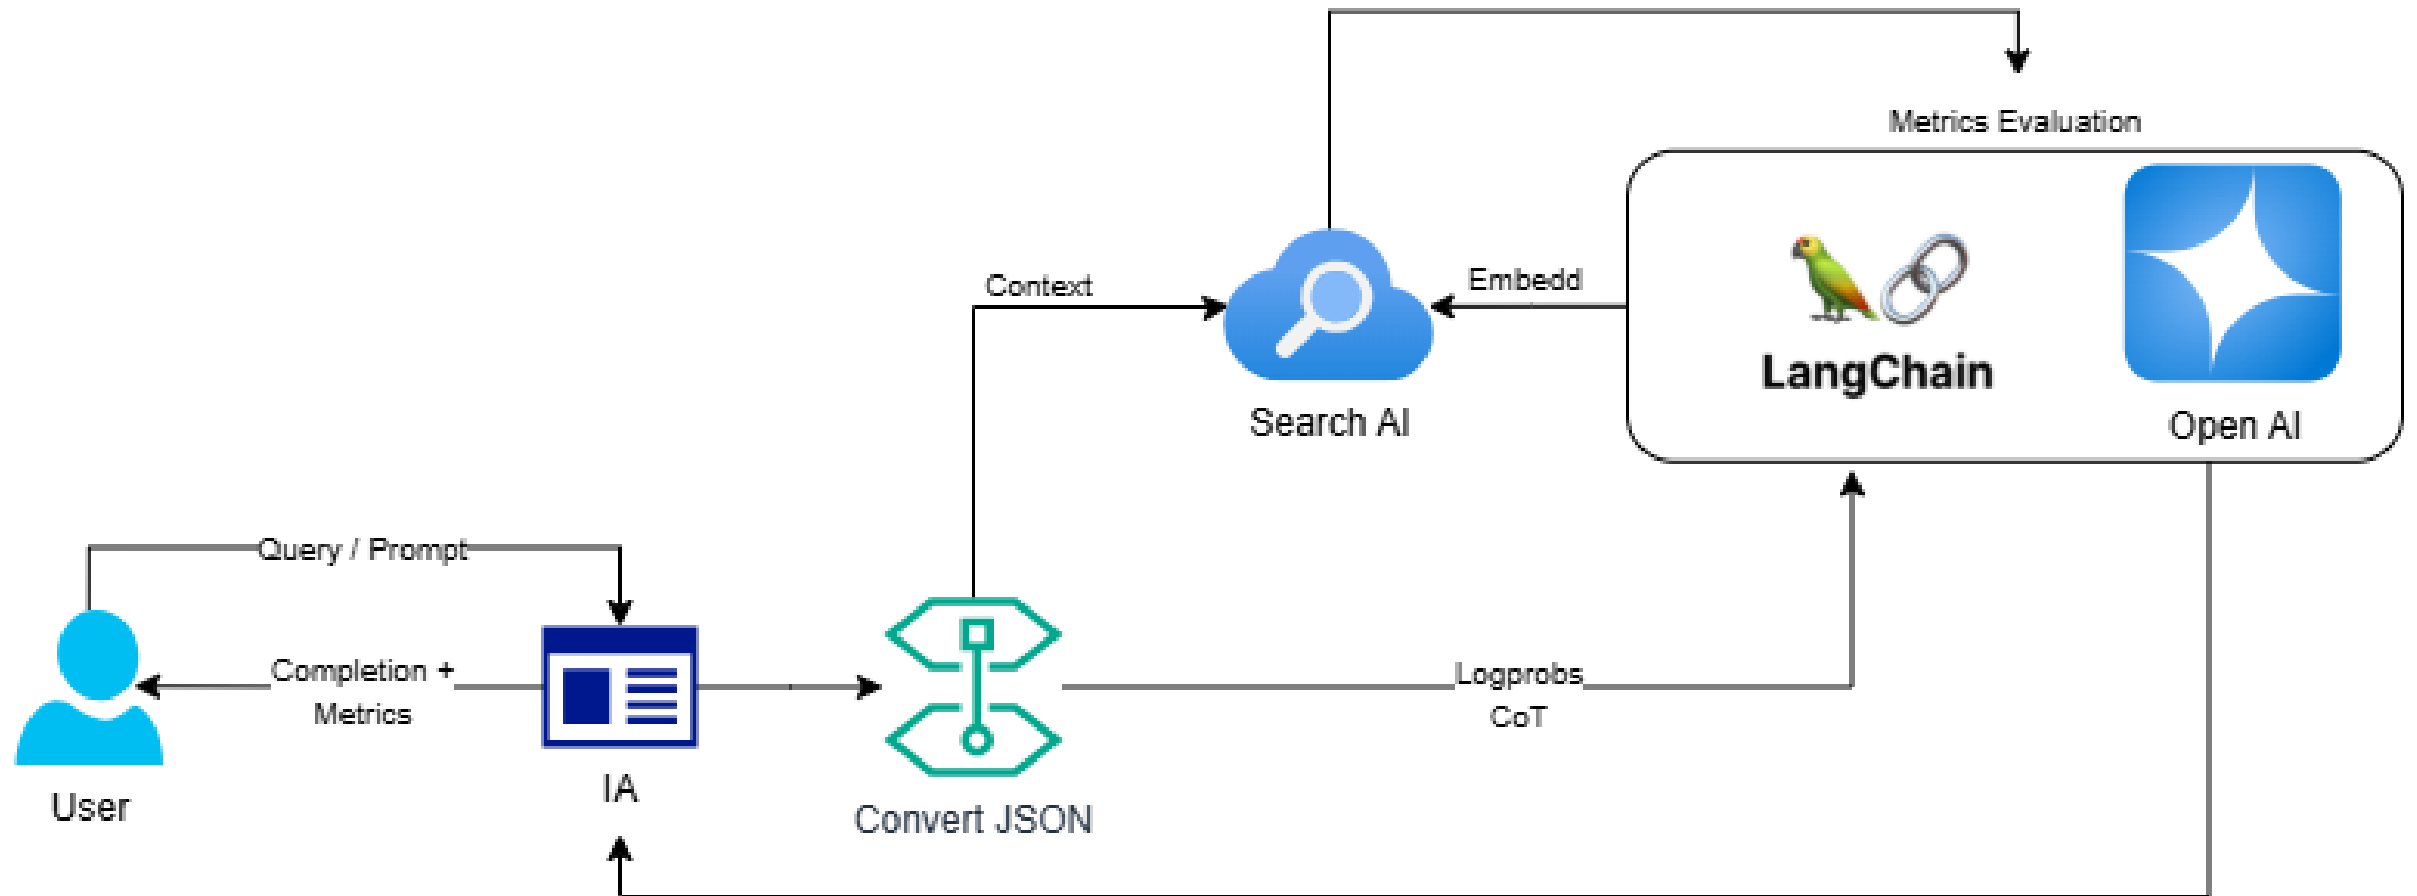 Metrics Evaluation
Context
Embedd
LangChain
Search AI
Open AI
Query / Prompt
Completion +
Metrics
Logprobs
CoT
IA
User
Convert JSON